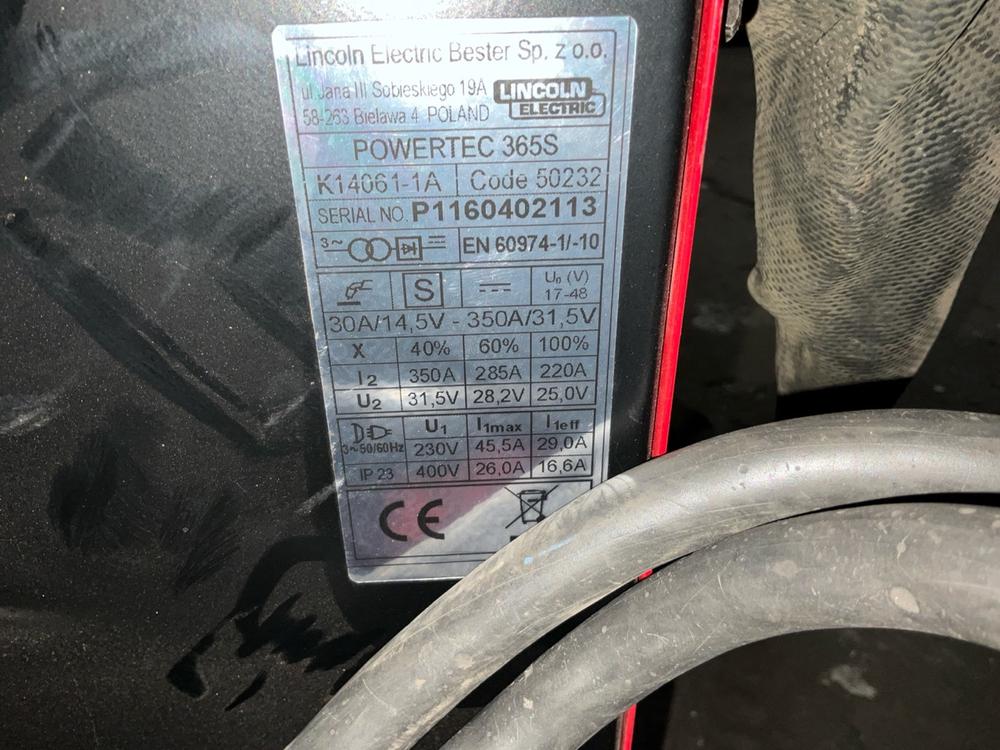 Lincoln Electric Bester Sp. z o.o.
ul.Jana III Sobieskiego 19A
58-263 Bielawa 4 POLAND
LINCOLN
ELECTRIC
POWERTEC 365S
K14061-1A Code 50232
SERIAL NO. P1160402113
3~ EN 60974-1/-10
S U₀ (V)
17-48
30A/14,5V - 350A/31,5V
X 40% 60% 100%
I₂ 350A 285A 220A
U₂ 31,5V 28,2V 25,0V
U₁ I₁max I₁eff
3~50/60Hz 230V 45,5A 29,0A
IP 23 400V 26,0A 16,6A
CE